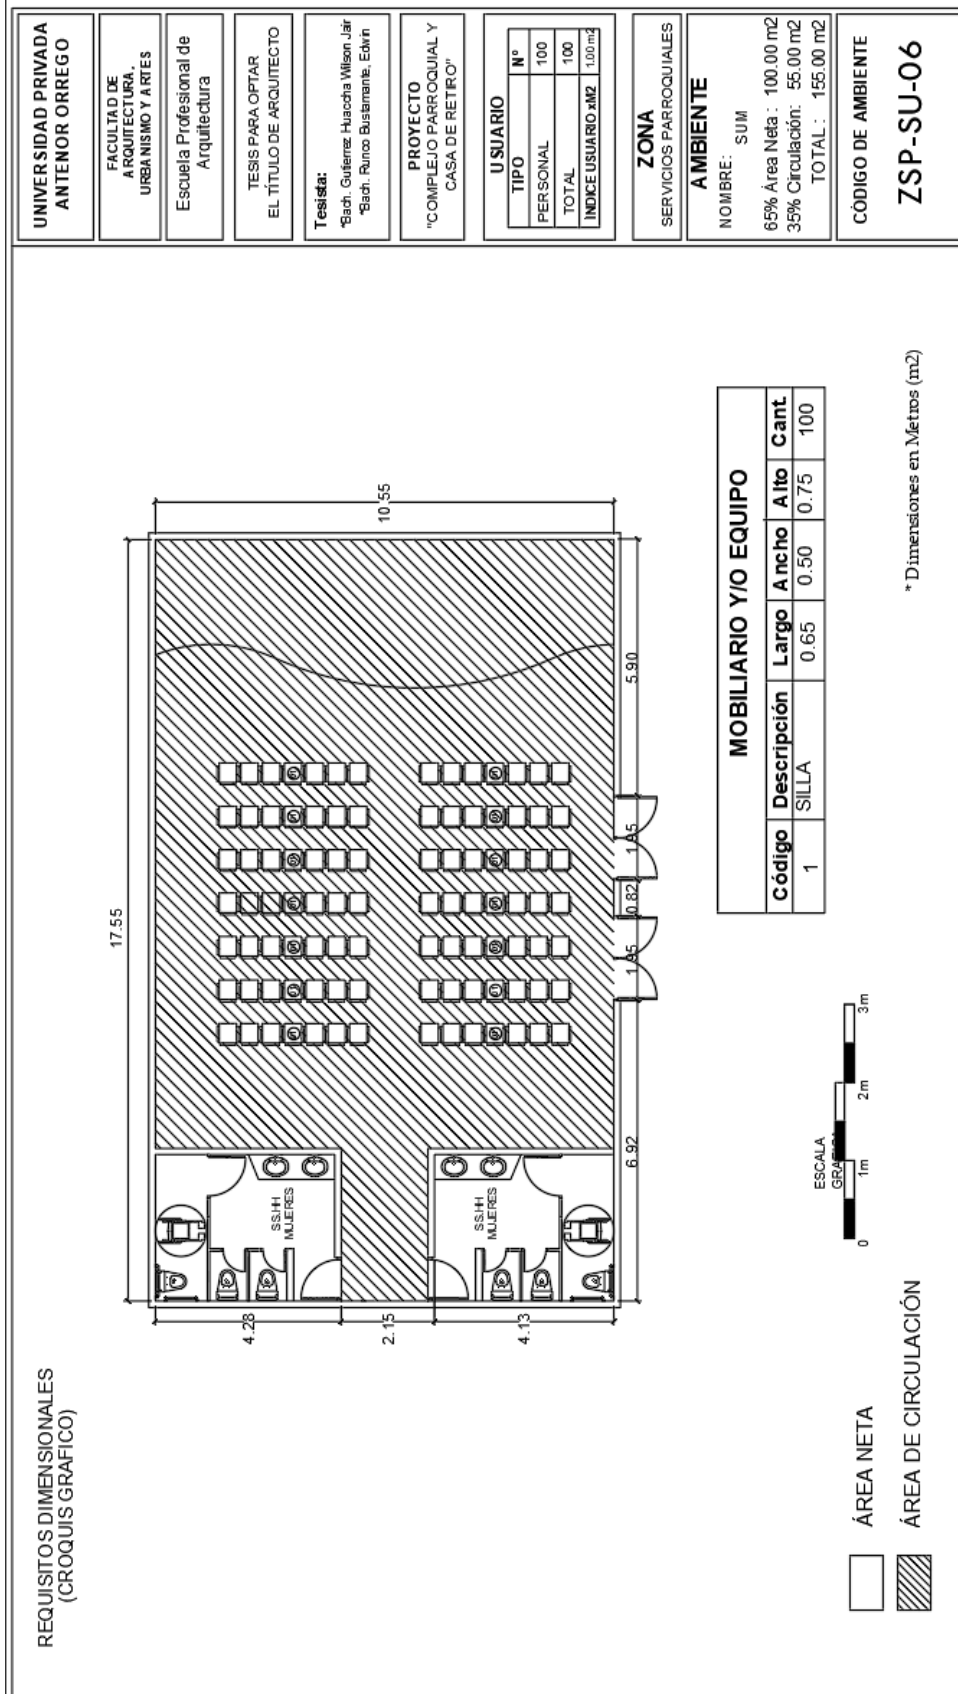 REQUISITOS DIMENSIONALES
(CROQUIS GRAFICO)
17.55
10.55
4.28
2.15
4.13
6.92
1.95
0.82
1.95
5.90
S.S.HH
MUJERES
S.S.HH
MUJERES
ÁREA NETA
ÁREA DE CIRCULACIÓN
ESCALA
0
1m
2m
3m
MOBILIARIO Y/O EQUIPO
Código Descripción Largo Ancho Alto Cant.
1 SILLA 0.65 0.50 0.75 100
* Dimensiones en Metros (m2)
UNIVERSIDAD PRIVADA
ANTENOR ORREGO
FACULTAD DE
ARQUITECTURA,
URBANISMO Y ARTES
Escuela Profesional de
Arquitectura
TESIS PARA OPTAR
EL TÍTULO DE ARQUITECTO
Tesista:
*Bach. Gutierrez Huaccha Wilson Jair
*Bach. Runco Bustamante, Edwin
PROYECTO
"COMPLEJO PARROQUIAL Y
CASA DE RETIRO"
USUARIO
TIPO Nº
PERSONAL 100
TOTAL 100
INDICE USUARIO xM2 1.00 m2
ZONA
SERVICIOS PARROQUIALES
AMBIENTE
NOMBRE: SUM
65% Área Neta : 100.00 m2
35% Circulación: 55.00 m2
TOTAL : 155.00 m2
CÓDIGO DE AMBIENTE
ZSP-SU-06